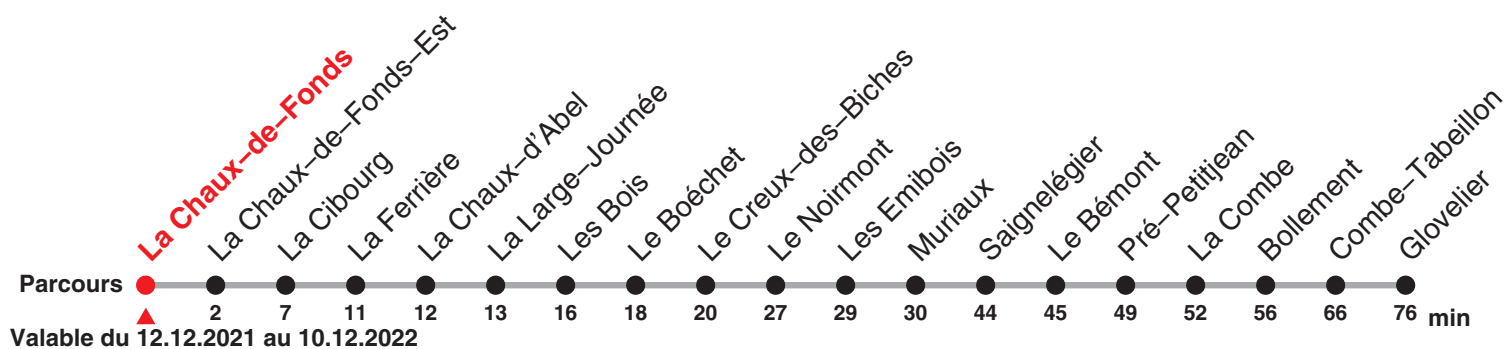 La Chaux–de–Fonds
La Chaux–de–Fonds–Est
La Cibourg
La Ferrière
La Chaux–d'Abel
La Large–Journée
Les Bois
Le Boéchet
Le Creux–des–Biches
Le Noirmont
Les Emibois
Muriaux
Saignelégier
Le Bémont
Pré–Petitjean
La Combe
Bollement
Combe–Tabeillon
Glovelier
Parcours
2 7 11 12 13 16 18 20 27 29 30 44 45 49 52 56 66 76 min
Valable du 12.12.2021 au 10.12.2022